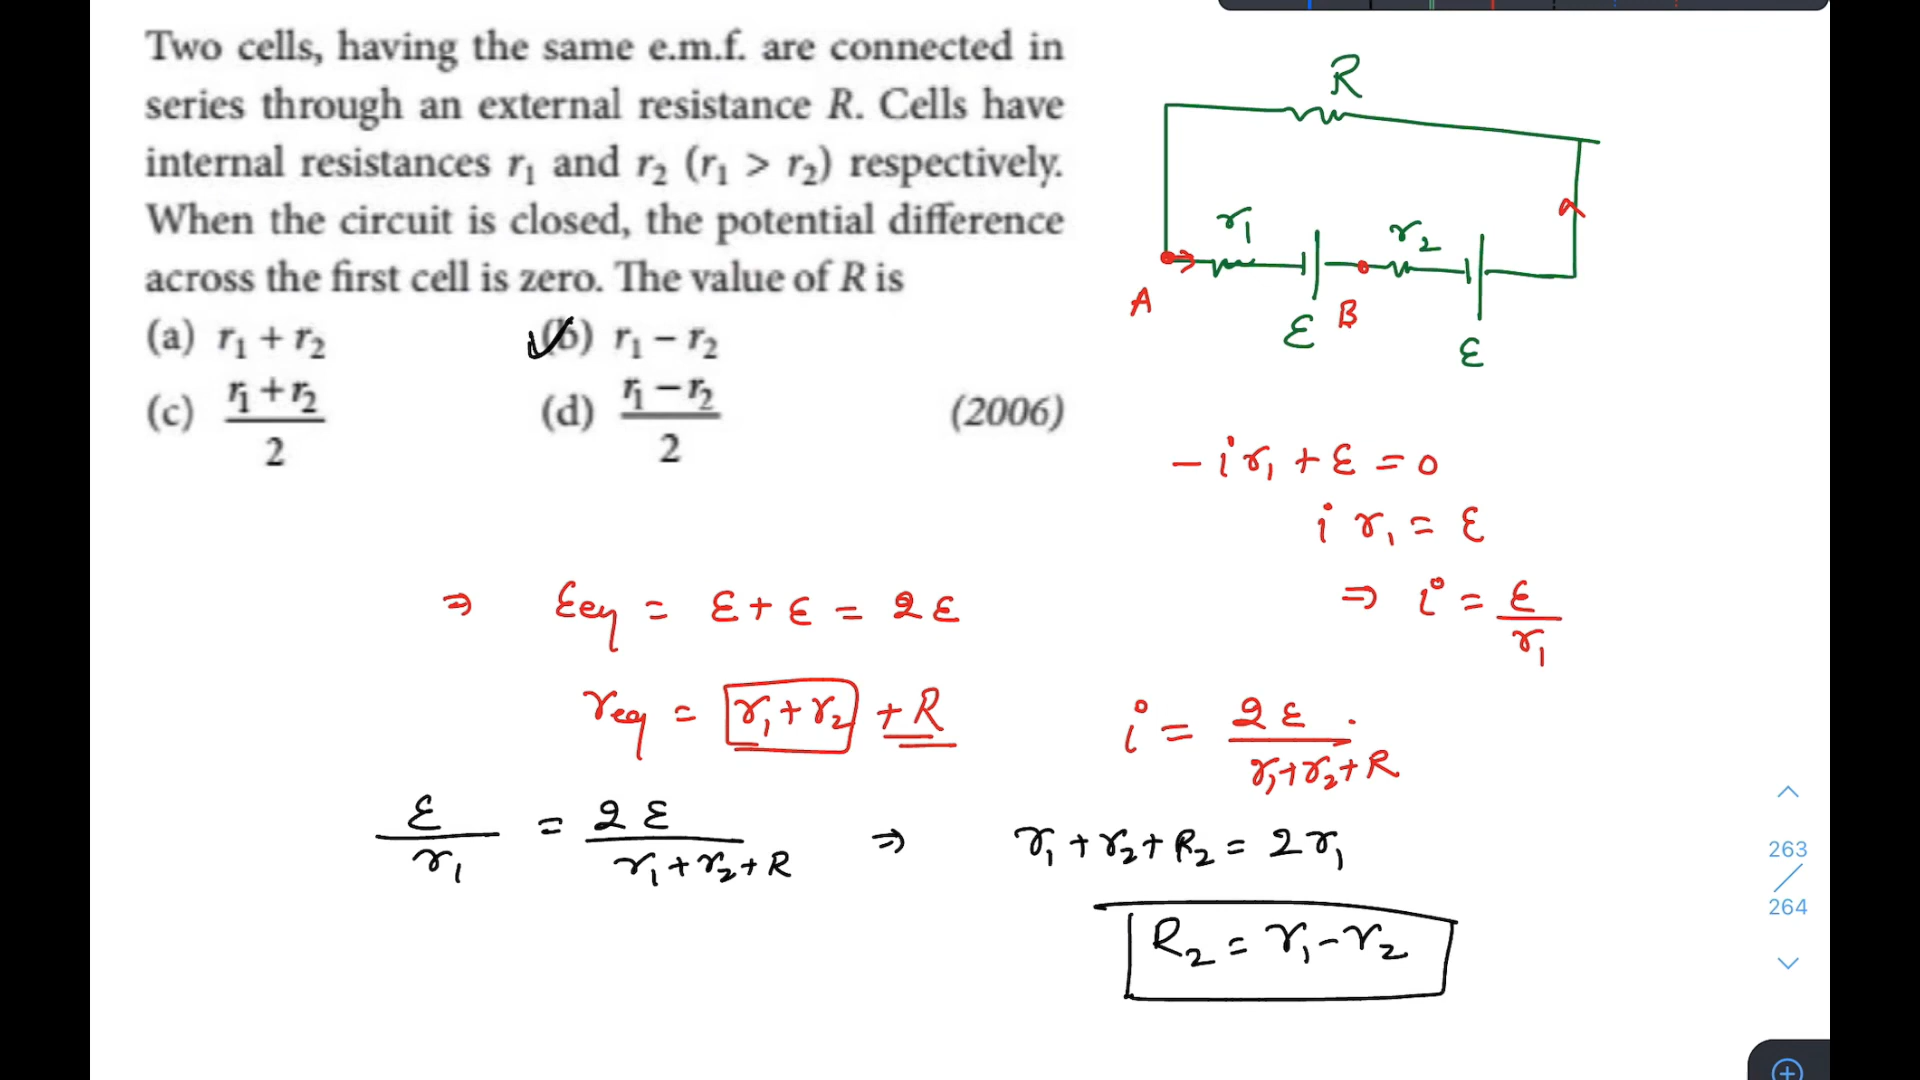 Two cells, having the same e.m.f. are connected in
series through an external resistance R. Cells have
internal resistances r₁ and r₂ (r₁ > r₂) respectively.
When the circuit is closed, the potential difference
across the first cell is zero. The value of R is
(a) r₁ + r₂ (b) r₁ − r₂
(c) (r₁ + r₂)/2 (d) (r₁ − r₂)/2 (2006)
R
r₁ r₂
A ε B ε
− i r₁ + ε = 0
i r₁ = ε
⇒ i = ε/r₁
⇒ εeq = ε + ε = 2ε
req = r₁ + r₂ + R
i = 2ε/(r₁ + r₂ + R)
ε/r₁ = 2ε/(r₁ + r₂ + R) ⇒ r₁ + r₂ + R₂ = 2r₁
R₂ = r₁ − r₂
263
/
264